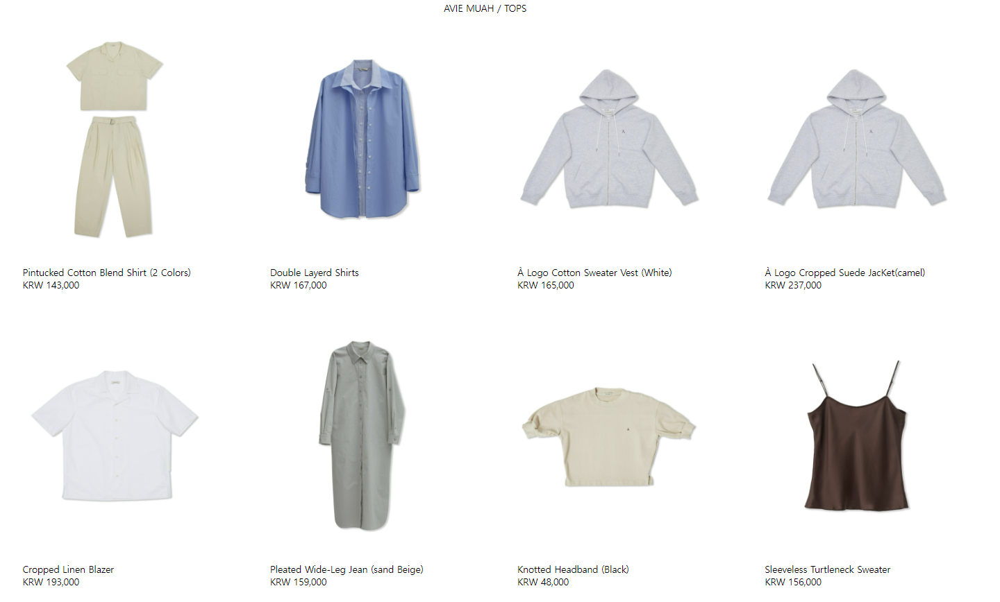 AVIE MUAH / TOPS
Pintucked Cotton Blend Shirt (2 Colors)
KRW 143,000
Double Layerd Shirts
KRW 167,000
À Logo Cotton Sweater Vest (White)
KRW 165,000
À Logo Cropped Suede JacKet(camel)
KRW 237,000
Cropped Linen Blazer
KRW 193,000
Pleated Wide-Leg Jean (sand Beige)
KRW 159,000
Knotted Headband (Black)
KRW 48,000
Sleeveless Turtleneck Sweater
KRW 156,000